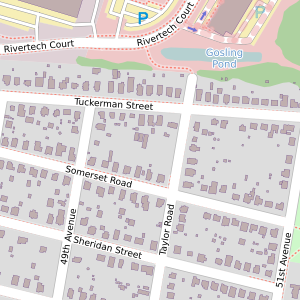 P
P
Rivertech Court
Rivertech Court
Gosling
Pond
Tuckerman Street
Somerset Road
Sheridan Street
49th Avenue
Taylor Road
51st Avenue